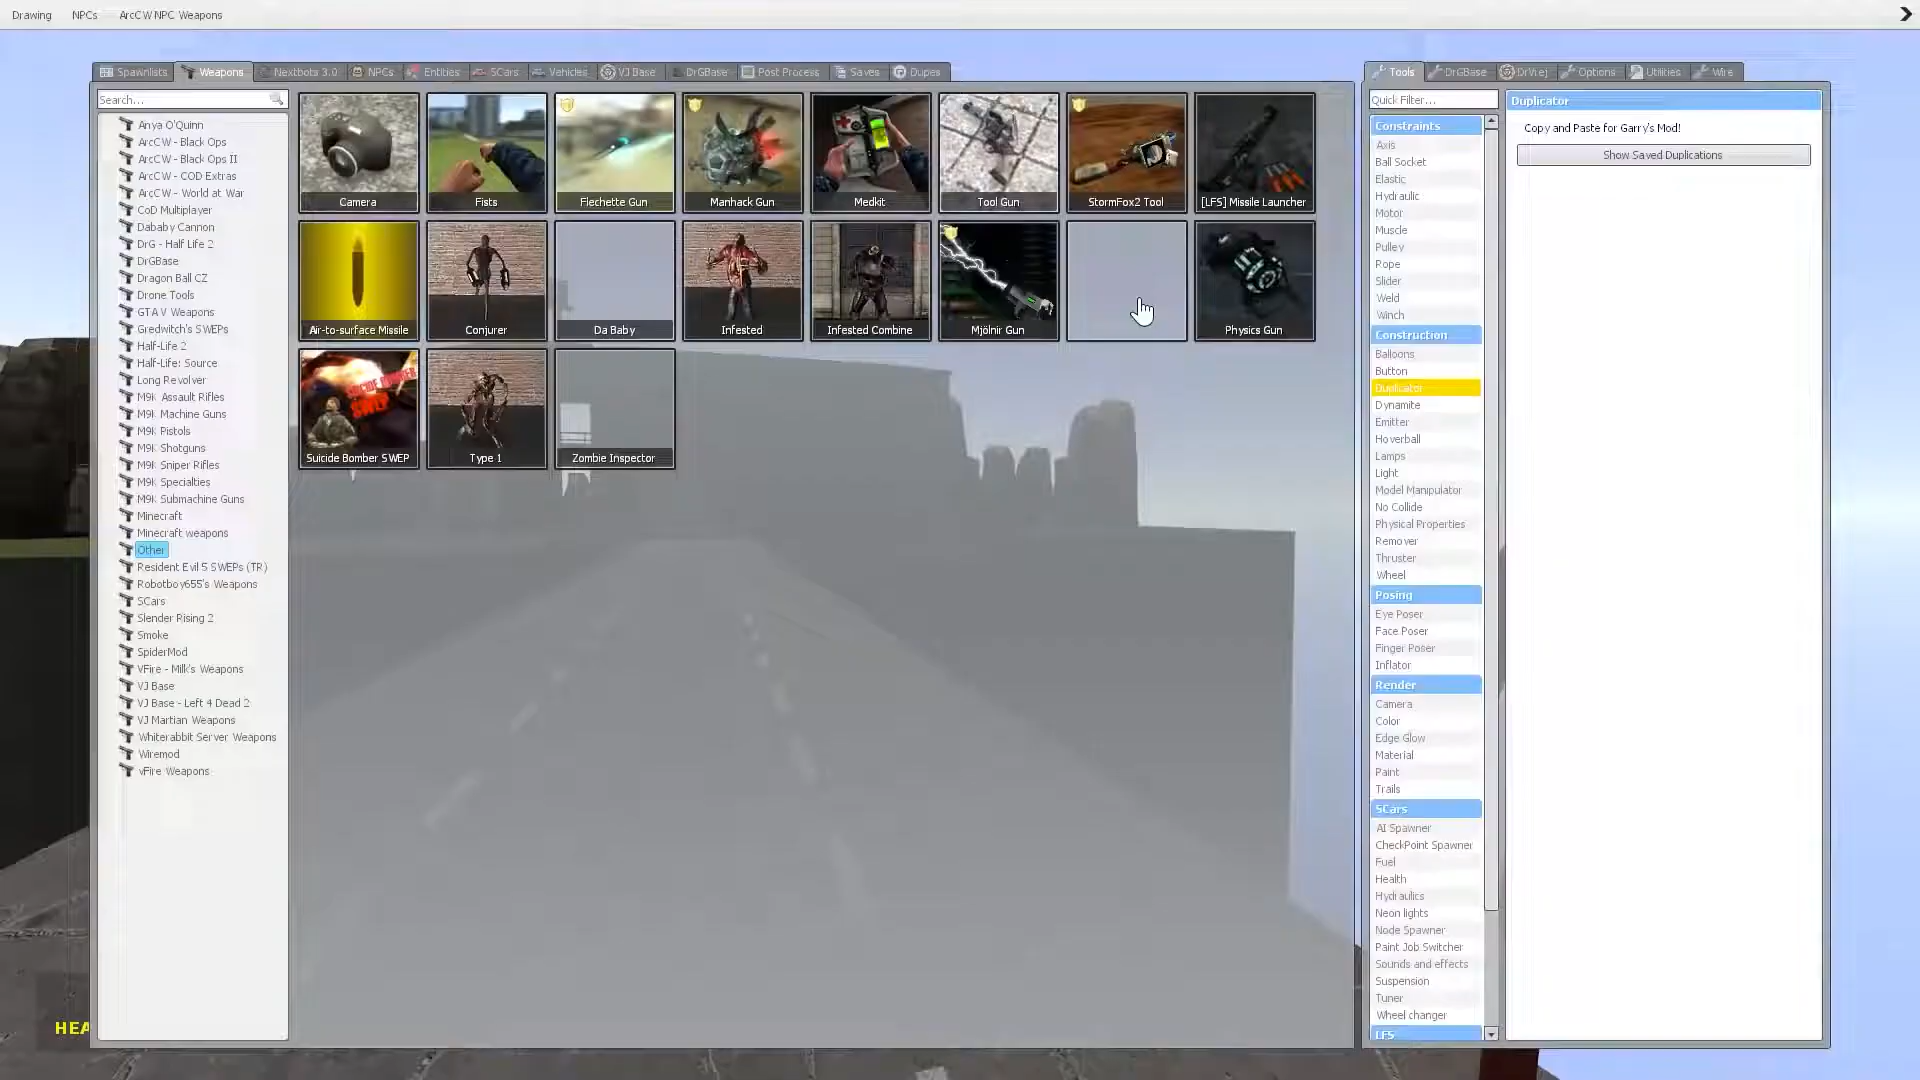 Drawing NPCs ArcCW NPC Weapons
Spawnlists Weapons Nextbots 3.0 NPCs Entities SCars Vehicles VJ Base DrGBase Post Process Saves Dupes
Search...
Anya O'Quinn
ArcCW - Black Ops
ArcCW - Black Ops II
ArcCW - COD Extras
ArcCW - World at War
CoD Multiplayer
Dababy Cannon
DrG - Half Life 2
DrGBase
Dragon Ball CZ
Drone Tools
GTA V Weapons
Gredwitch's SWEPs
Half-Life 2
Half-Life: Source
Long Revolver
M9K Assault Rifles
M9K Machine Guns
M9K Pistols
M9K Shotguns
M9K Sniper Rifles
M9K Specialties
M9K Submachine Guns
Minecraft
Minecraft weapons
Other
Resident Evil 5 SWEPs (TR)
Robotboy655's Weapons
SCars
Slender Rising 2
Smoke
SpiderMod
VFire - Milk's Weapons
VJ Base
VJ Base - Left 4 Dead 2
VJ Martian Weapons
Whiterabbit Server Weapons
Wiremod
vFire Weapons
Camera Fists Flechette Gun Manhack Gun Medkit Tool Gun StormFox2 Tool [LFS] Missile Launcher
Air-to-surface Missile Conjurer Da Baby Infested Infested Combine Mjölnir Gun Physics Gun
SUICIDE BOMBER
SWEP
Suicide Bomber SWEP Type 1 Zombie Inspector
HEA
Tools DrGBase DrVrej Options Utilities Wire
Quick Filter...
Constraints
Axis
Ball Socket
Elastic
Hydraulic
Motor
Muscle
Pulley
Rope
Slider
Weld
Winch
Construction
Balloons
Button
Duplicator
Dynamite
Emitter
Hoverball
Lamps
Light
Model Manipulator
No Collide
Physical Properties
Remover
Thruster
Wheel
Posing
Eye Poser
Face Poser
Finger Poser
Inflator
Render
Camera
Color
Edge Glow
Material
Paint
Trails
SCars
AI Spawner
CheckPoint Spawner
Fuel
Health
Hydraulics
Neon lights
Node Spawner
Paint Job Switcher
Sounds and effects
Suspension
Tuner
Wheel changer
LFS
Duplicator
Copy and Paste for Garry's Mod!
Show Saved Duplications